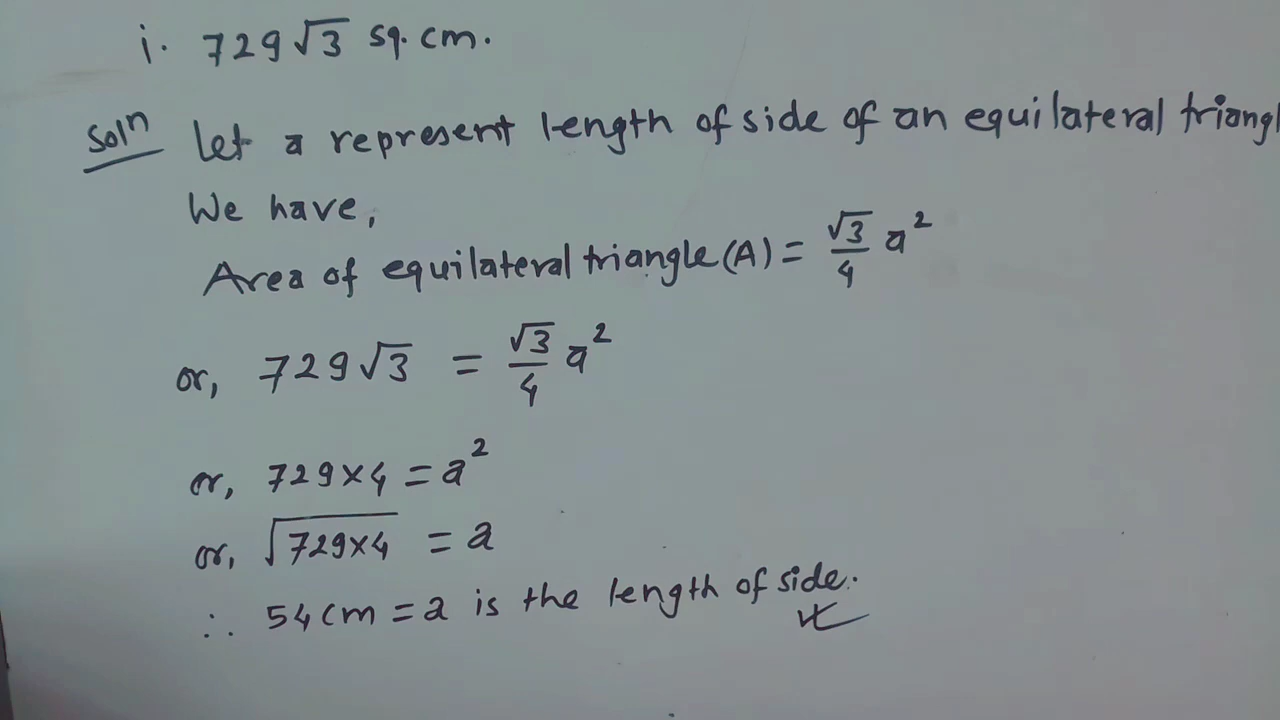 i. 729√3 sq. cm.
Solⁿ Let a represent length of side of an equilateral triangl
We have,
Area of equilateral triangle (A) = √3/4 a²
or, 729√3 = √3/4 a²
or, 729×4 = a²
or, √(729×4) = a
∴ 54 cm = a is the length of side.